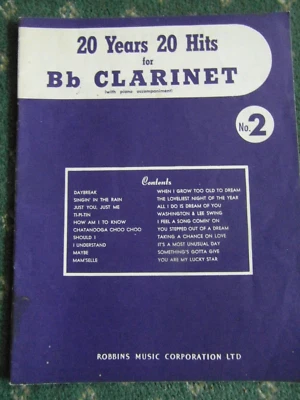 20 Years 20 Hits
for
Bb CLARINET
(with piano accompaniment)
No. 2
Contents
DAYBREAK
SINGIN' IN THE RAIN
JUST YOU, JUST ME
TI-PI-TIN
HOW AM I TO KNOW
CHATANOOGA CHOO CHOO
SHOULD I
I UNDERSTAND
MAYBE
MAM'SELLE
WHEN I GROW TOO OLD TO DREAM
THE LOVELIEST NIGHT OF THE YEAR
ALL I DO IS DREAM OF YOU
WASHINGTON & LEE SWING
I FEEL A SONG COMIN' ON
YOU STEPPED OUT OF A DREAM
TAKING A CHANCE ON LOVE
IT'S A MOST UNUSUAL DAY
SOMETHING'S GOTTA GIVE
YOU ARE MY LUCKY STAR
ROBBINS MUSIC CORPORATION LTD